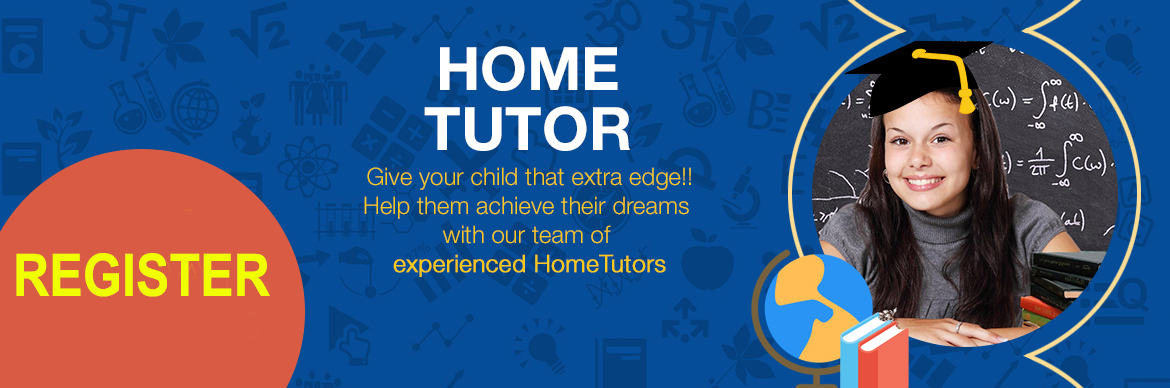 HOME
TUTOR
Give your child that extra edge!!
Help them achieve their dreams
with our team of
experienced HomeTutors
REGISTER